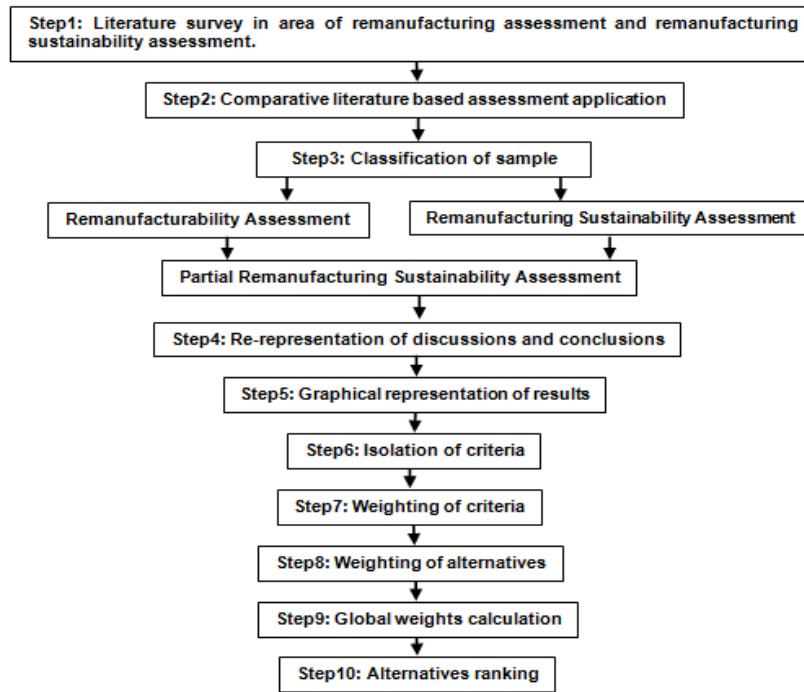 Step1: Literature survey in area of remanufacturing assessment and remanufacturing
sustainability assessment.
Step2: Comparative literature based assessment application
Step3: Classification of sample
Remanufacturability Assessment
Remanufacturing Sustainability Assessment
Partial Remanufacturing Sustainability Assessment
Step4: Re-representation of discussions and conclusions
Step5: Graphical representation of results
Step6: Isolation of criteria
Step7: Weighting of criteria
Step8: Weighting of alternatives
Step9: Global weights calculation
Step10: Alternatives ranking